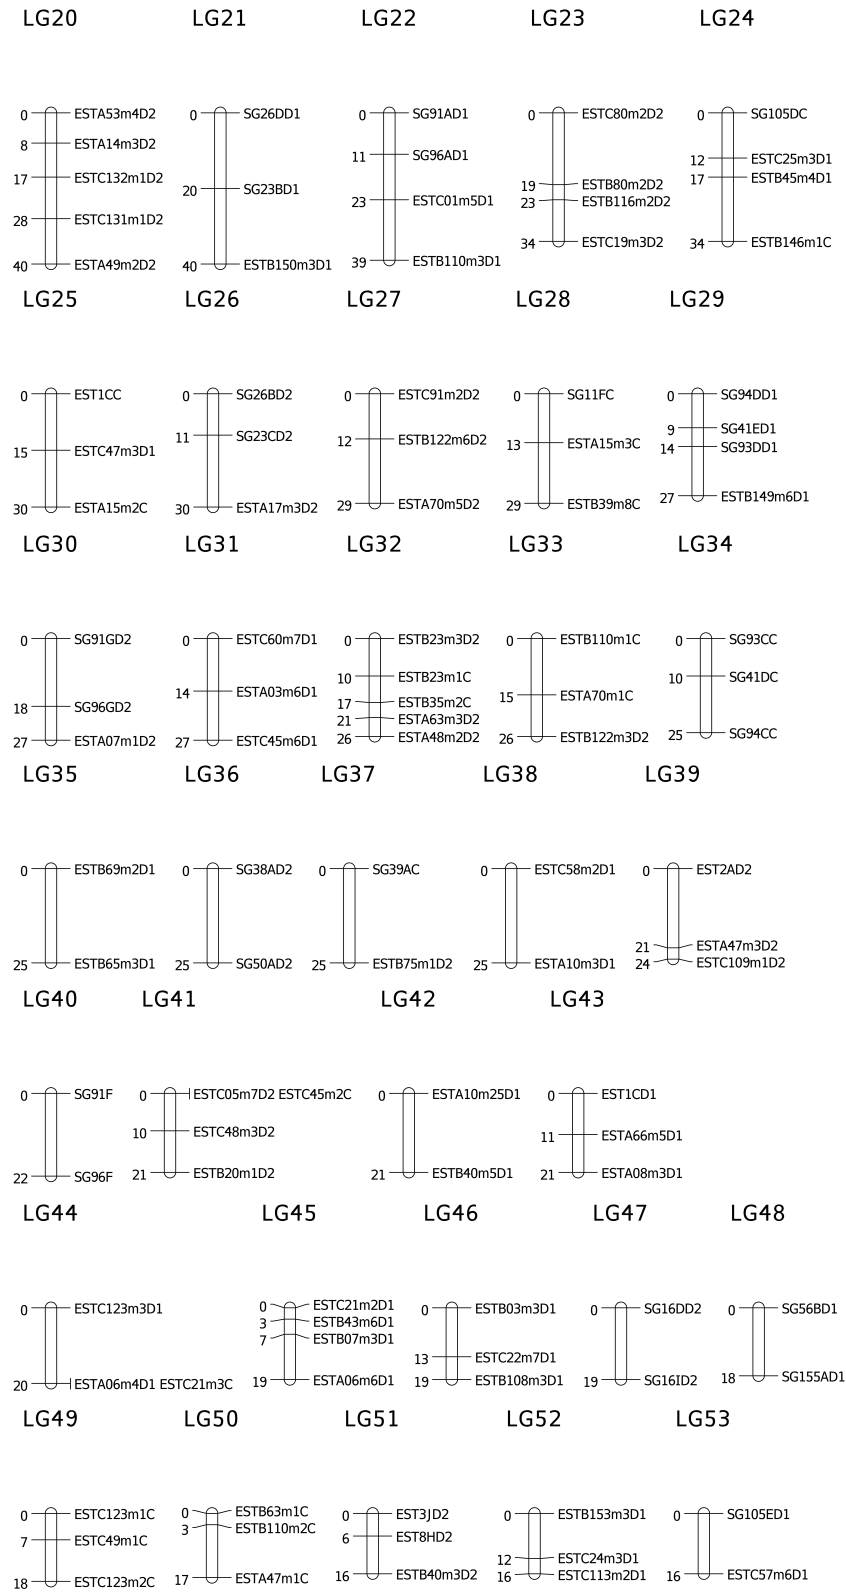 LG20 LG21 LG22 LG23 LG24
0 ESTA53m4D2 0 SG26DD1 0 SG91AD1 0 ESTC80m2D2 0 SG105DC
8 ESTA14m3D2
11 SG96AD1
12 ESTC25m3D1
17 ESTC132m1D2 17 ESTB45m4D1
19 ESTB80m2D2
20 SG23BD1
23 ESTC01m5D1 23 ESTB116m2D2
28 ESTC131m1D2
34 ESTC19m3D2 34 ESTB146m1C
39 ESTB110m3D1
40 ESTA49m2D2 40 ESTB150m3D1
LG25 LG26 LG27 LG28 LG29
0 EST1CC 0 SG26BD2 0 ESTC91m2D2 0 SG11FC 0 SG94DD1
9 SG41ED1
11 SG23CD2
12 ESTB122m6D2
13 ESTA15m3C
14 SG93DD1
15 ESTC47m3D1
27 ESTB149m6D1
29 ESTA70m5D2 29 ESTB39m8C
30 ESTA15m2C 30 ESTA17m3D2
LG30 LG31 LG32 LG33 LG34
0 SG91GD2 0 ESTC60m7D1 0 ESTB23m3D2 0 ESTB110m1C 0 SG93CC
10 ESTB23m1C 10 SG41DC
14 ESTA03m6D1
15 ESTA70m1C
17 ESTB35m2C
18 SG96GD2
21 ESTA63m3D2
25 SG94CC
26 ESTA48m2D2 26 ESTB122m3D2
27 ESTA07m1D2 27 ESTC45m6D1
LG35 LG36 LG37 LG38 LG39
0 ESTB69m2D1 0 SG38AD2 0 SG39AC 0 ESTC58m2D1 0 EST2AD2
21 ESTA47m3D2
24 ESTC109m1D2
25 ESTB65m3D1 25 SG50AD2 25 ESTB75m1D2 25 ESTA10m3D1
LG40 LG41 LG42 LG43
0 SG91F 0 ESTC05m7D2 ESTC45m2C 0 ESTA10m25D1 0 EST1CD1
10 ESTC48m3D2
11 ESTA66m5D1
21 ESTB20m1D2 21 ESTB40m5D1 21 ESTA08m3D1
22 SG96F
LG44 LG45 LG46 LG47 LG48
0 ESTC123m3D1 0 ESTC21m2D1 0 ESTB03m3D1 0 SG16DD2 0 SG56BD1
3 ESTB43m6D1
7 ESTB07m3D1
13 ESTC22m7D1
18 SG155AD1
19 ESTA06m6D1 19 ESTB108m3D1 19 SG16ID2
20 ESTA06m4D1 ESTC21m3C
LG49 LG50 LG51 LG52 LG53
0 ESTC123m1C 0 ESTB63m1C 0 EST3JD2 0 ESTB153m3D1 0 SG105ED1
3 ESTB110m2C
6 EST8HD2
7 ESTC49m1C
12 ESTC24m3D1
16 ESTB40m3D2 16 ESTC113m2D1 16 ESTC57m6D1
17 ESTA47m1C
18 ESTC123m2C